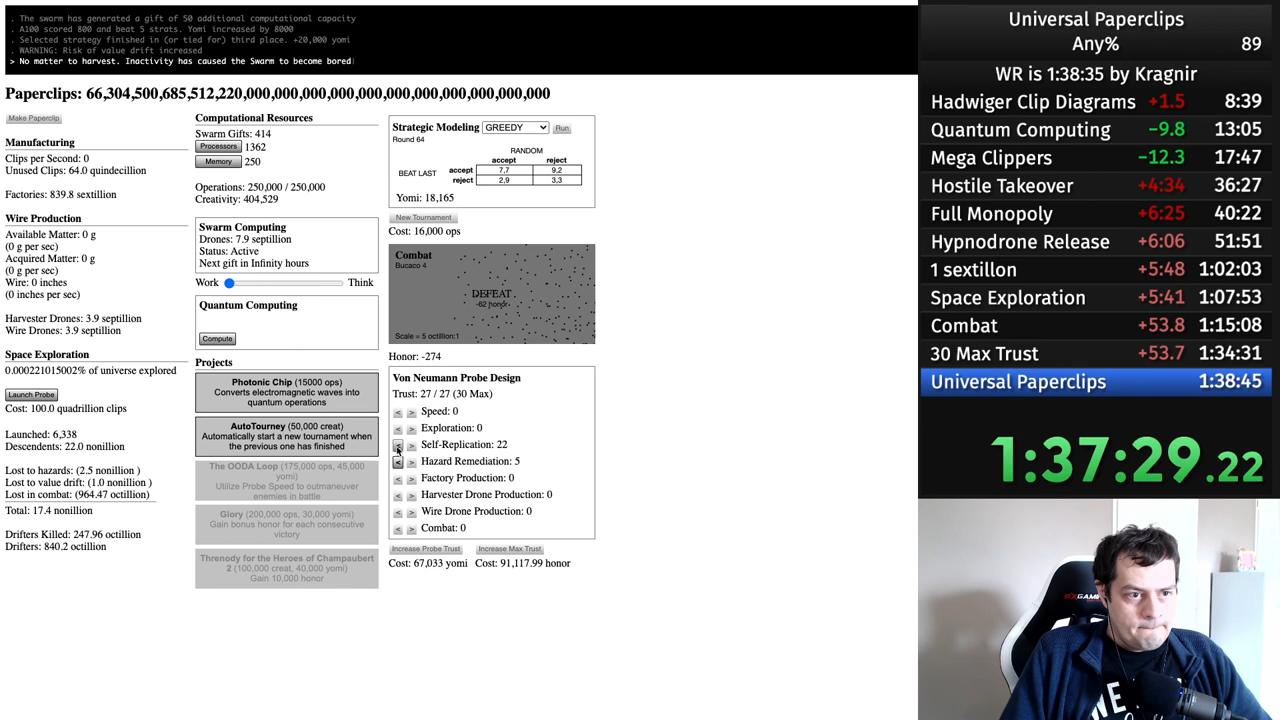 . The swarm has generated a gift of 50 additional computational capacity
. A100 scored 800 and beat 5 strats. Yomi increased by 8000
. Selected strategy finished in (or tied for) third place. +20,000 yomi
. WARNING: Risk of value drift increased
> No matter to harvest. Inactivity has caused the Swarm to become bored
Paperclips: 66,304,500,685,512,220,000,000,000,000,000,000,000,000,000,000
Make Paperclip
Manufacturing
Clips per Second: 0
Unused Clips: 64.0 quindecillion
Factories: 839.8 sextillion
Wire Production
Available Matter: 0 g
(0 g per sec)
Acquired Matter: 0 g
(0 g per sec)
Wire: 0 inches
(0 inches per sec)
Harvester Drones: 3.9 septillion
Wire Drones: 3.9 septillion
Space Exploration
0.000221015002% of universe explored
Launch Probe
Cost: 100.0 quadrillion clips
Launched: 6,338
Descendents: 22.0 nonillion
Lost to hazards: (2.5 nonillion )
Lost to value drift: (1.0 nonillion )
Lost in combat: (964.47 octillion)
Total: 17.4 nonillion
Drifters Killed: 247.96 octillion
Drifters: 840.2 octillion
Computational Resources
Swarm Gifts: 414
Processors 1362
Memory 250
Operations: 250,000 / 250,000
Creativity: 404,529
Swarm Computing
Drones: 7.9 septillion
Status: Active
Next gift in Infinity hours
Work Think
Quantum Computing
Compute
Projects
Photonic Chip (15000 ops)
Converts electromagnetic waves into
quantum operations
AutoTourney (50,000 creat)
Automatically start a new tournament when
the previous one has finished
The OODA Loop (175,000 ops, 45,000
yomi)
Utilize Probe Speed to outmaneuver
enemies in battle
Glory (200,000 ops, 30,000 yomi)
Gain bonus honor for each consecutive
victory
Threnody for the Heroes of Champaubert
2 (100,000 creat, 40,000 yomi)
Gain 10,000 honor
Strategic Modeling GREEDY Run
Round 64
RANDOM
accept reject
BEAT LAST
accept 7,7 9,2
reject 2,9 3,3
Yomi: 18,165
New Tournament
Cost: 16,000 ops
Combat
Bucaco 4
DEFEAT
-62 honor
Scale = 5 octillion:1
Honor: -274
Von Neumann Probe Design
Trust: 27 / 27 (30 Max)
< > Speed: 0
< > Exploration: 0
< > Self-Replication: 22
< > Hazard Remediation: 5
< > Factory Production: 0
< > Harvester Drone Production: 0
< > Wire Drone Production: 0
< > Combat: 0
Increase Probe Trust Increase Max Trust
Cost: 67,033 yomi Cost: 91,117.99 honor
Universal Paperclips
Any% 89
WR is 1:38:35 by Kragnir
Hadwiger Clip Diagrams +1.5 8:39
Quantum Computing −9.8 13:05
Mega Clippers −12.3 17:47
Hostile Takeover +4:34 36:27
Full Monopoly +6:25 40:22
Hypnodrone Release +6:06 51:51
1 sextillon +5:48 1:02:03
Space Exploration +5:41 1:07:53
Combat +53.8 1:15:08
30 Max Trust +53.7 1:34:31
Universal Paperclips 1:38:45
1:37:29.22